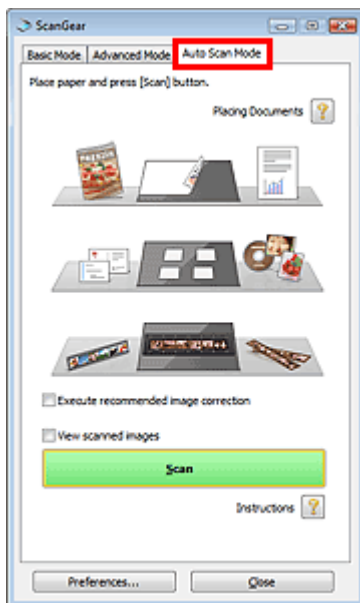 ScanGear
Basic Mode Advanced Mode Auto Scan Mode
Place paper and press [Scan] button.
Placing Documents
Execute recommended image correction
View scanned images
Scan
Instructions
Preferences... Close